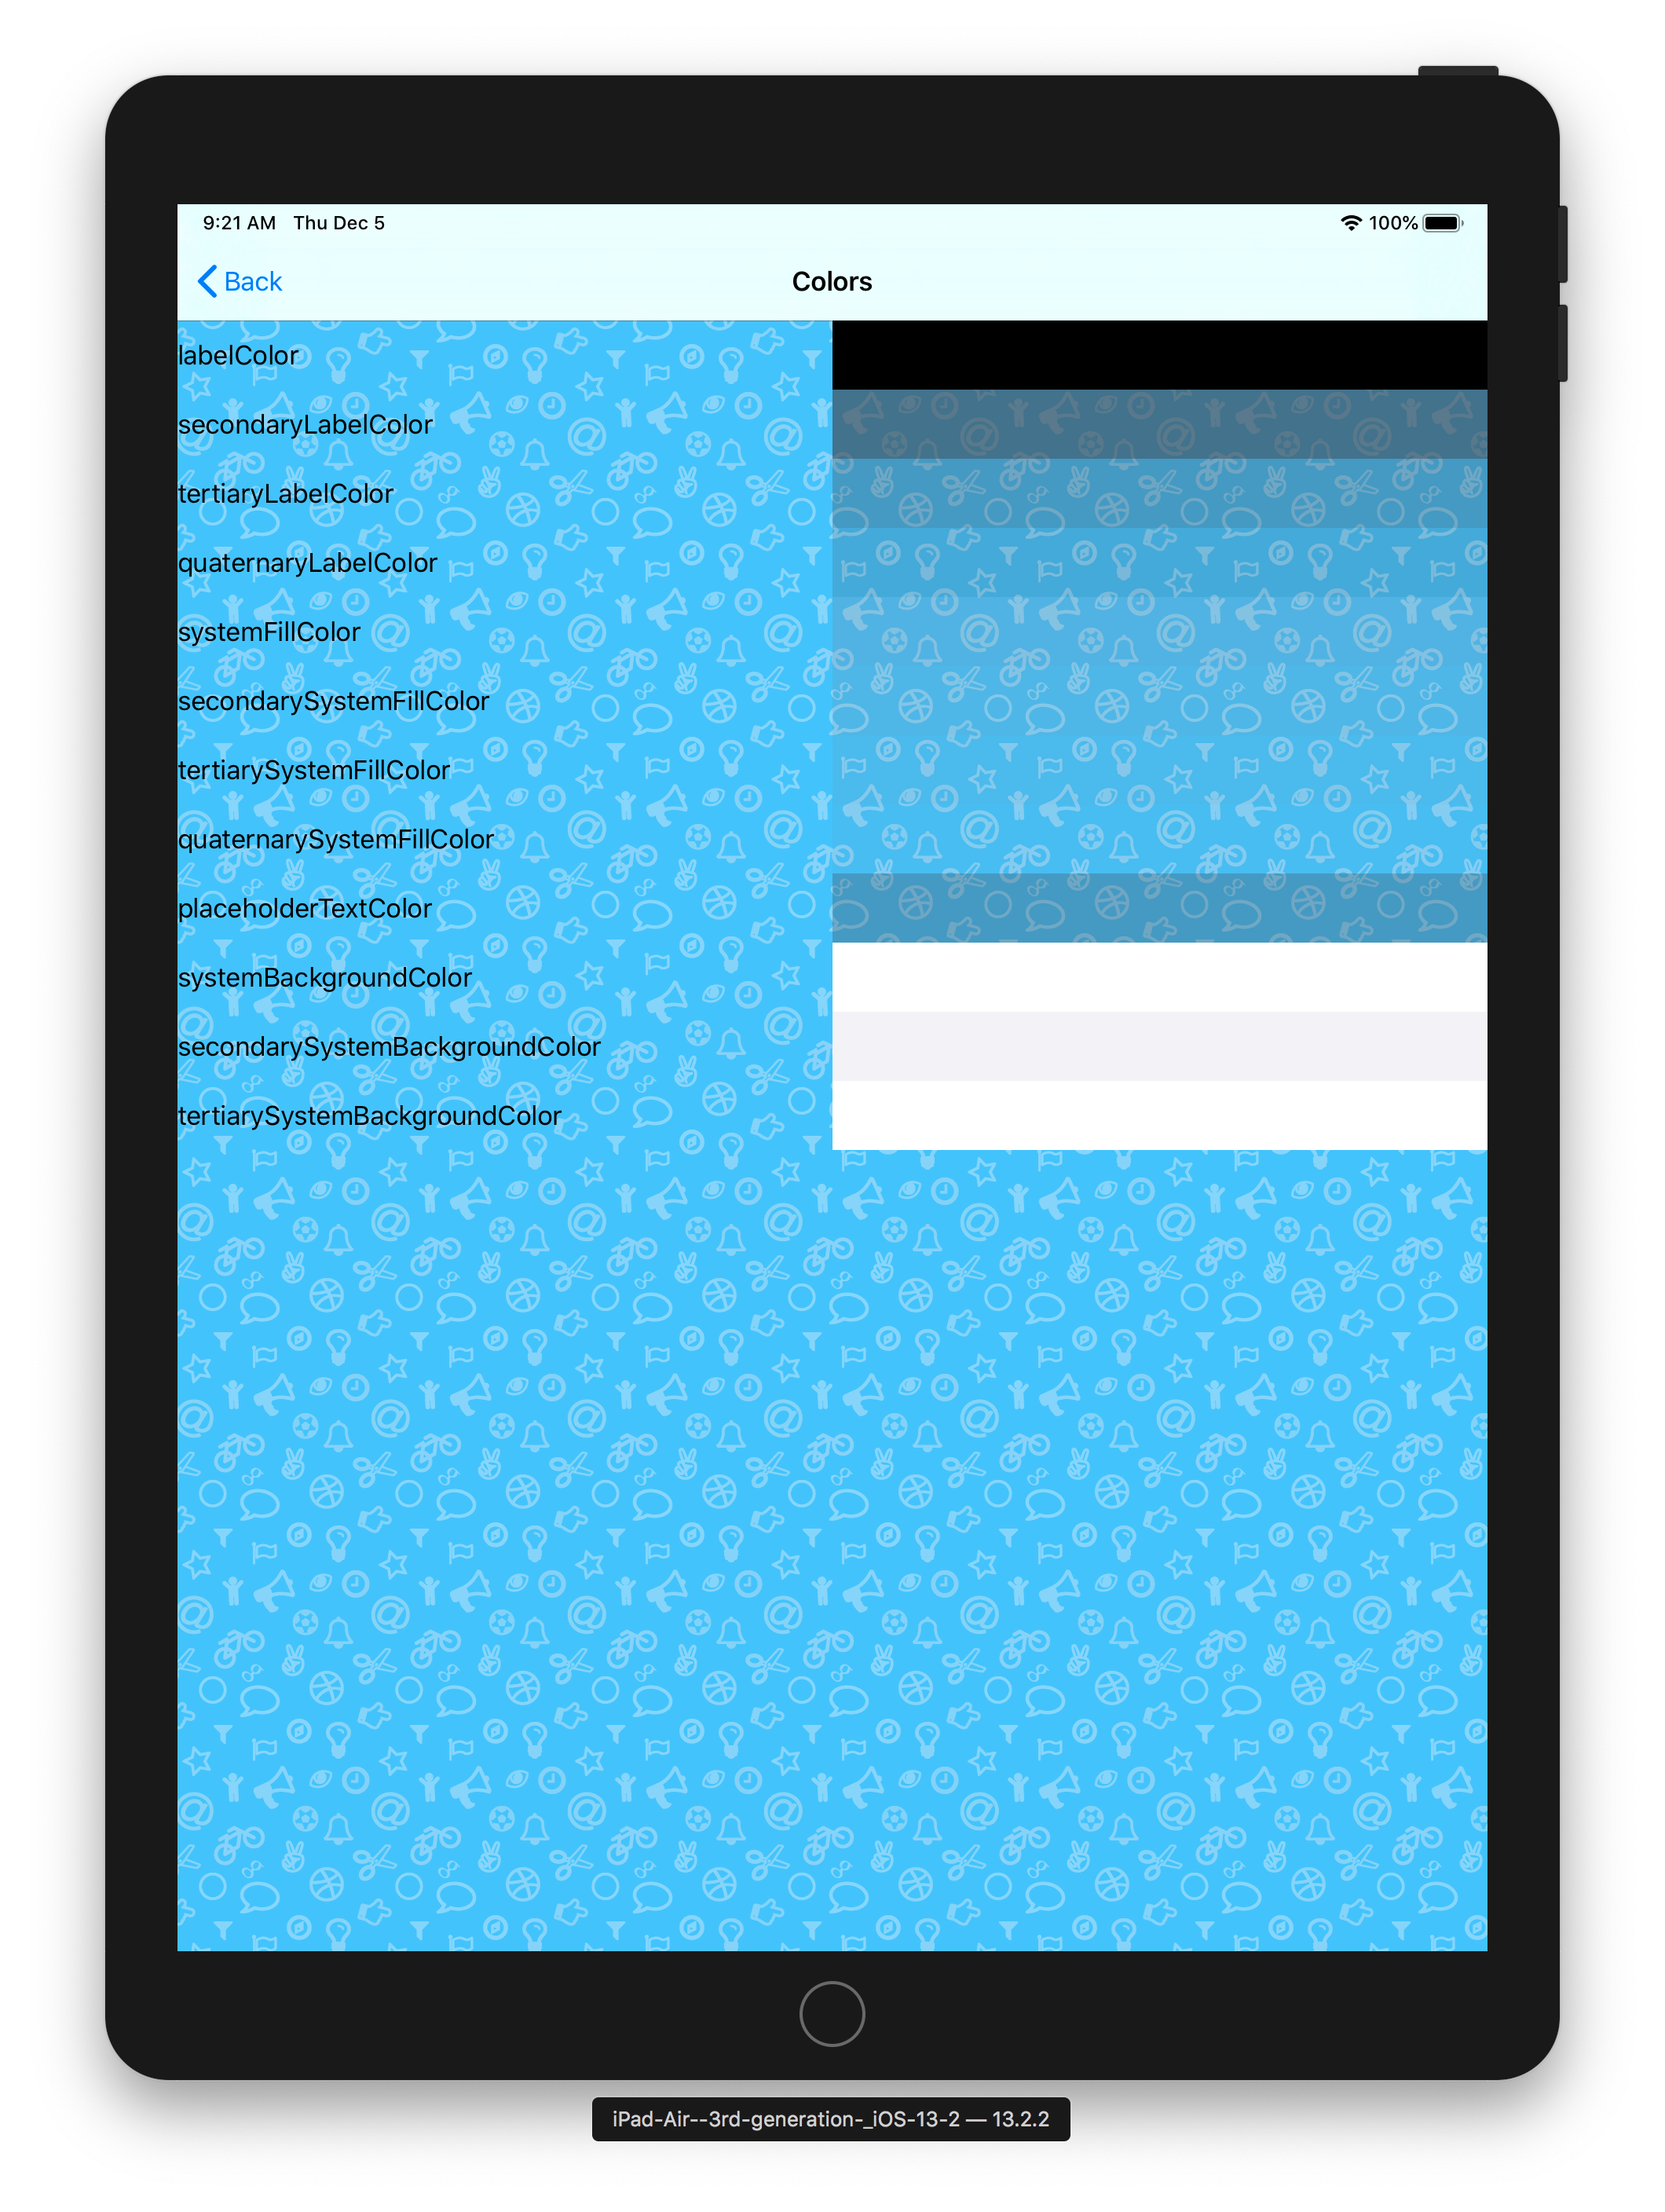 9:21 AM Thu Dec 5
100%
Back
Colors
labelColor
secondaryLabelColor
tertiaryLabelColor
quaternaryLabelColor
systemFillColor
secondarySystemFillColor
tertiarySystemFillColor
quaternarySystemFillColor
placeholderTextColor
systemBackgroundColor
secondarySystemBackgroundColor
tertiarySystemBackgroundColor
iPad-Air--3rd-generation-_iOS-13-2 — 13.2.2